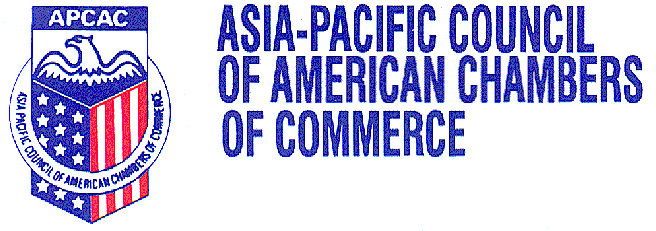 APCAC
ASIA PACIFIC COUNCIL OF AMERICAN CHAMBERS OF COMMERCE
ASIA-PACIFIC COUNCIL
OF AMERICAN CHAMBERS
OF COMMERCE